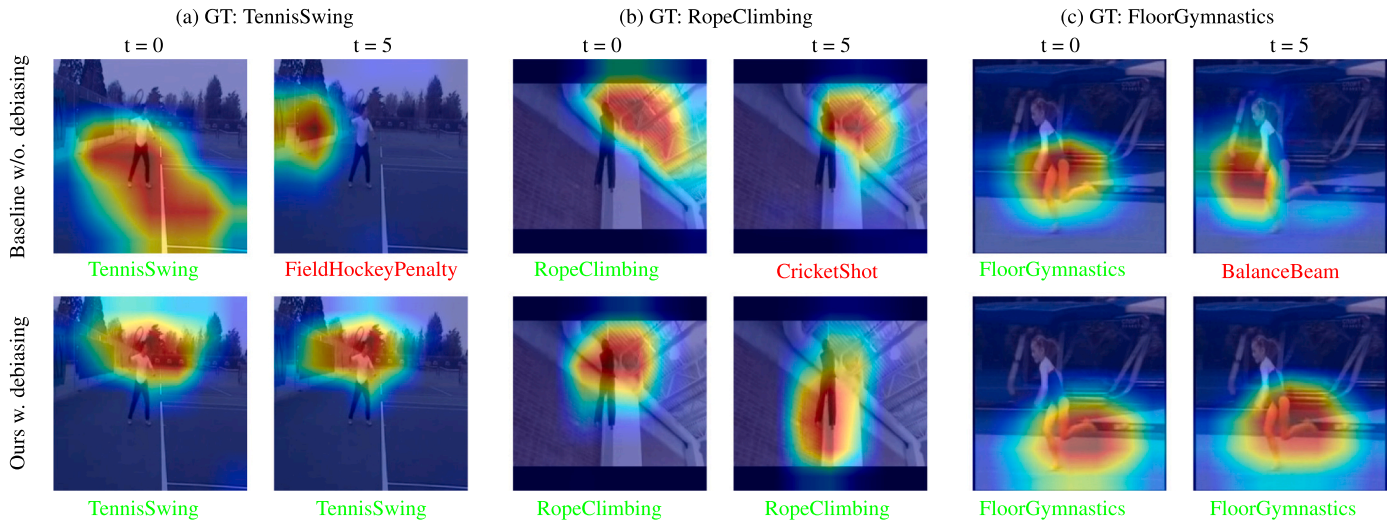 (a) GT: TennisSwing (b) GT: RopeClimbing (c) GT: FloorGymnastics
t = 0 t = 5 t = 0 t = 5 t = 0 t = 5
Baseline w/o. debiasing
TennisSwing FieldHockeyPenalty RopeClimbing CricketShot FloorGymnastics BalanceBeam
Ours w. debiasing
TennisSwing TennisSwing RopeClimbing RopeClimbing FloorGymnastics FloorGymnastics